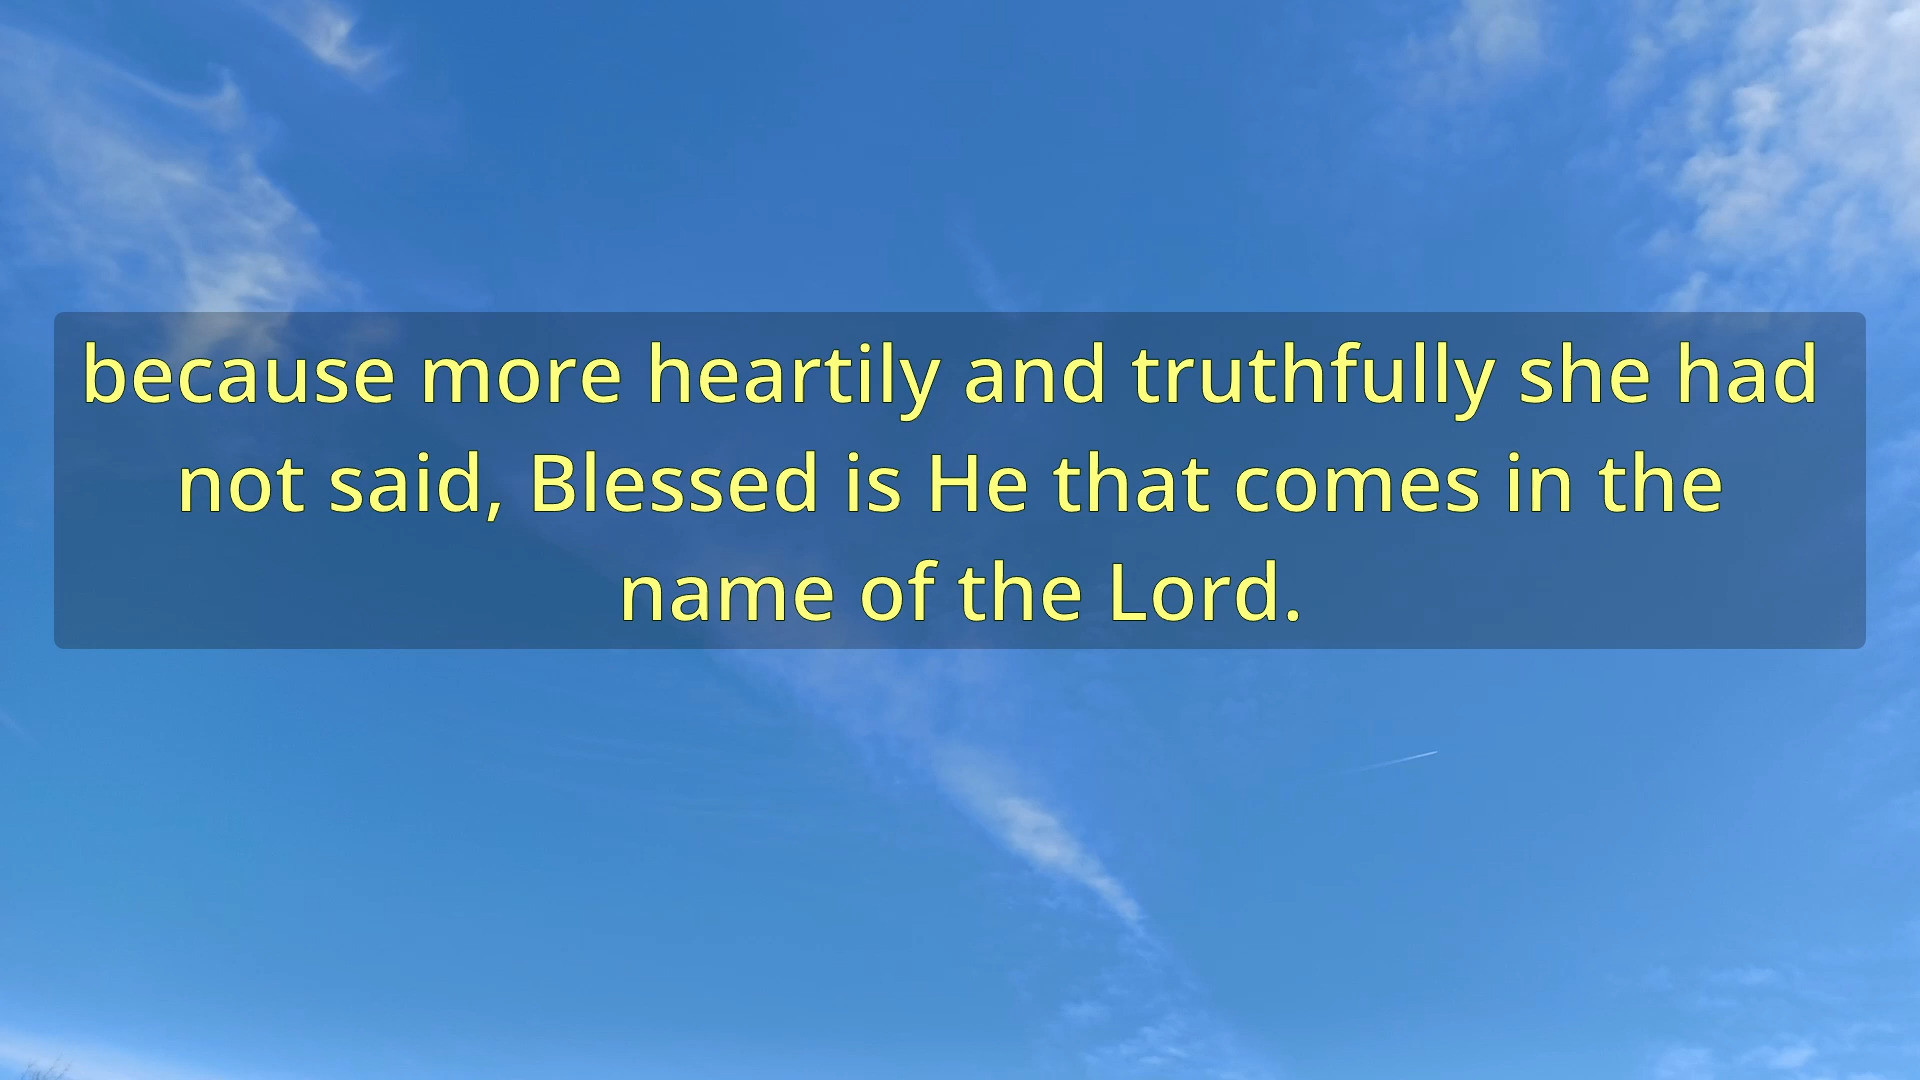 because more heartily and truthfully she had
not said, Blessed is He that comes in the
name of the Lord.